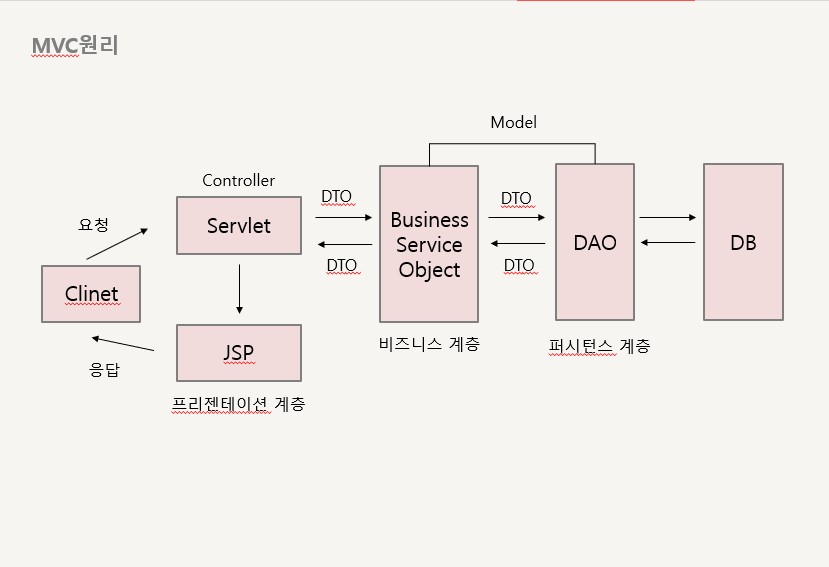 MVC원리
Model
Controller
요청
Servlet
DTO
DTO
Business
Service
Object
DTO
DTO
DAO
DB
Clinet
JSP
응답
프리젠테이션 계층
비즈니스 계층
퍼시턴스 계층